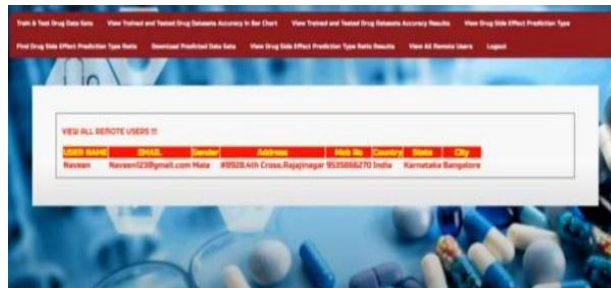 Train & Test Drug Data Sets View Trained and Tested Drug Datasets Accuracy in Bar Chart View Trained and Tested Drug Datasets Accuracy Results View Drug Side Effect Prediction Type
Find Drug Side Effect Prediction Type Ratio Download Predicted Data Sets View Drug Side Effect Prediction Type Ratio Results View All Remote Users Logout
VIEW ALL REMOTE USERS !!!
USER NAME EMAIL Gender Address Mob No Country State City
Naveen Naveen123@gmail.com Male #8928,4th Cross,Rajajinagar 9535866270 India Karnataka Bangalore